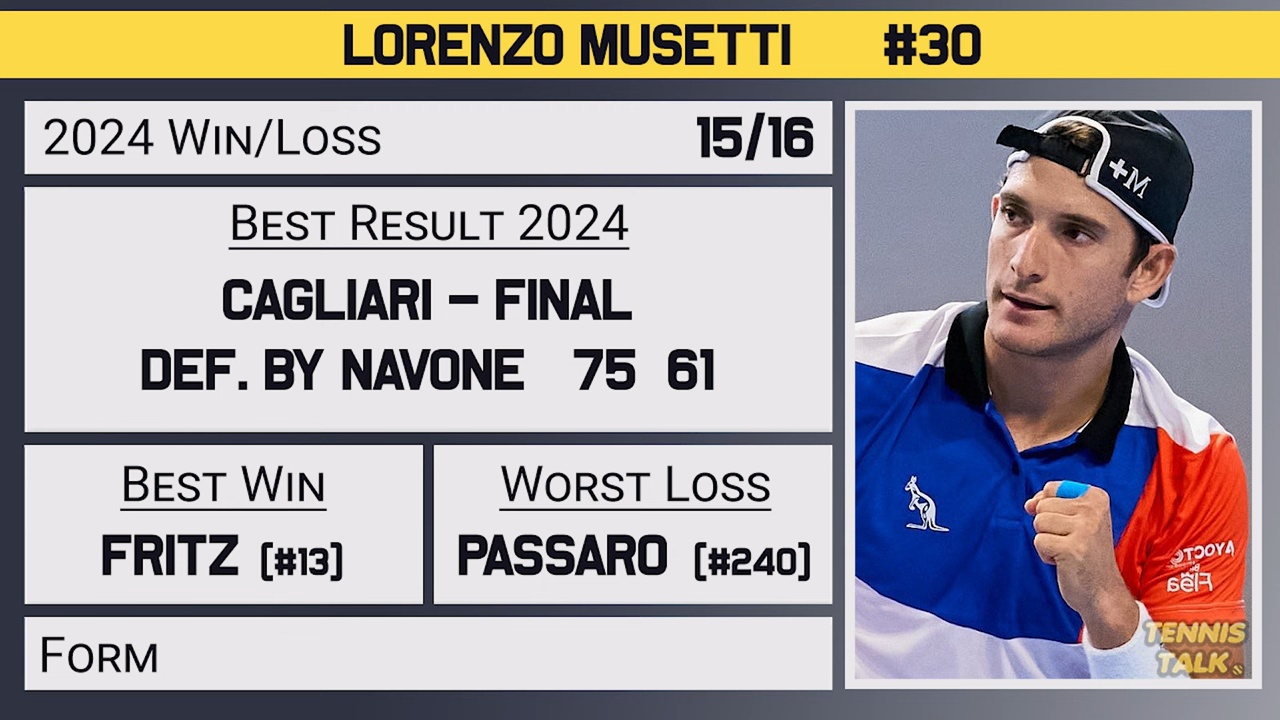 LORENZO MUSETTI #30
2024 WIN/LOSS 15/16
BEST RESULT 2024
CAGLIARI – FINAL
DEF. BY NAVONE 75 61
BEST WIN
FRITZ [#13]
WORST LOSS
PASSARO [#240]
FORM
+M
TENNIS
TALK